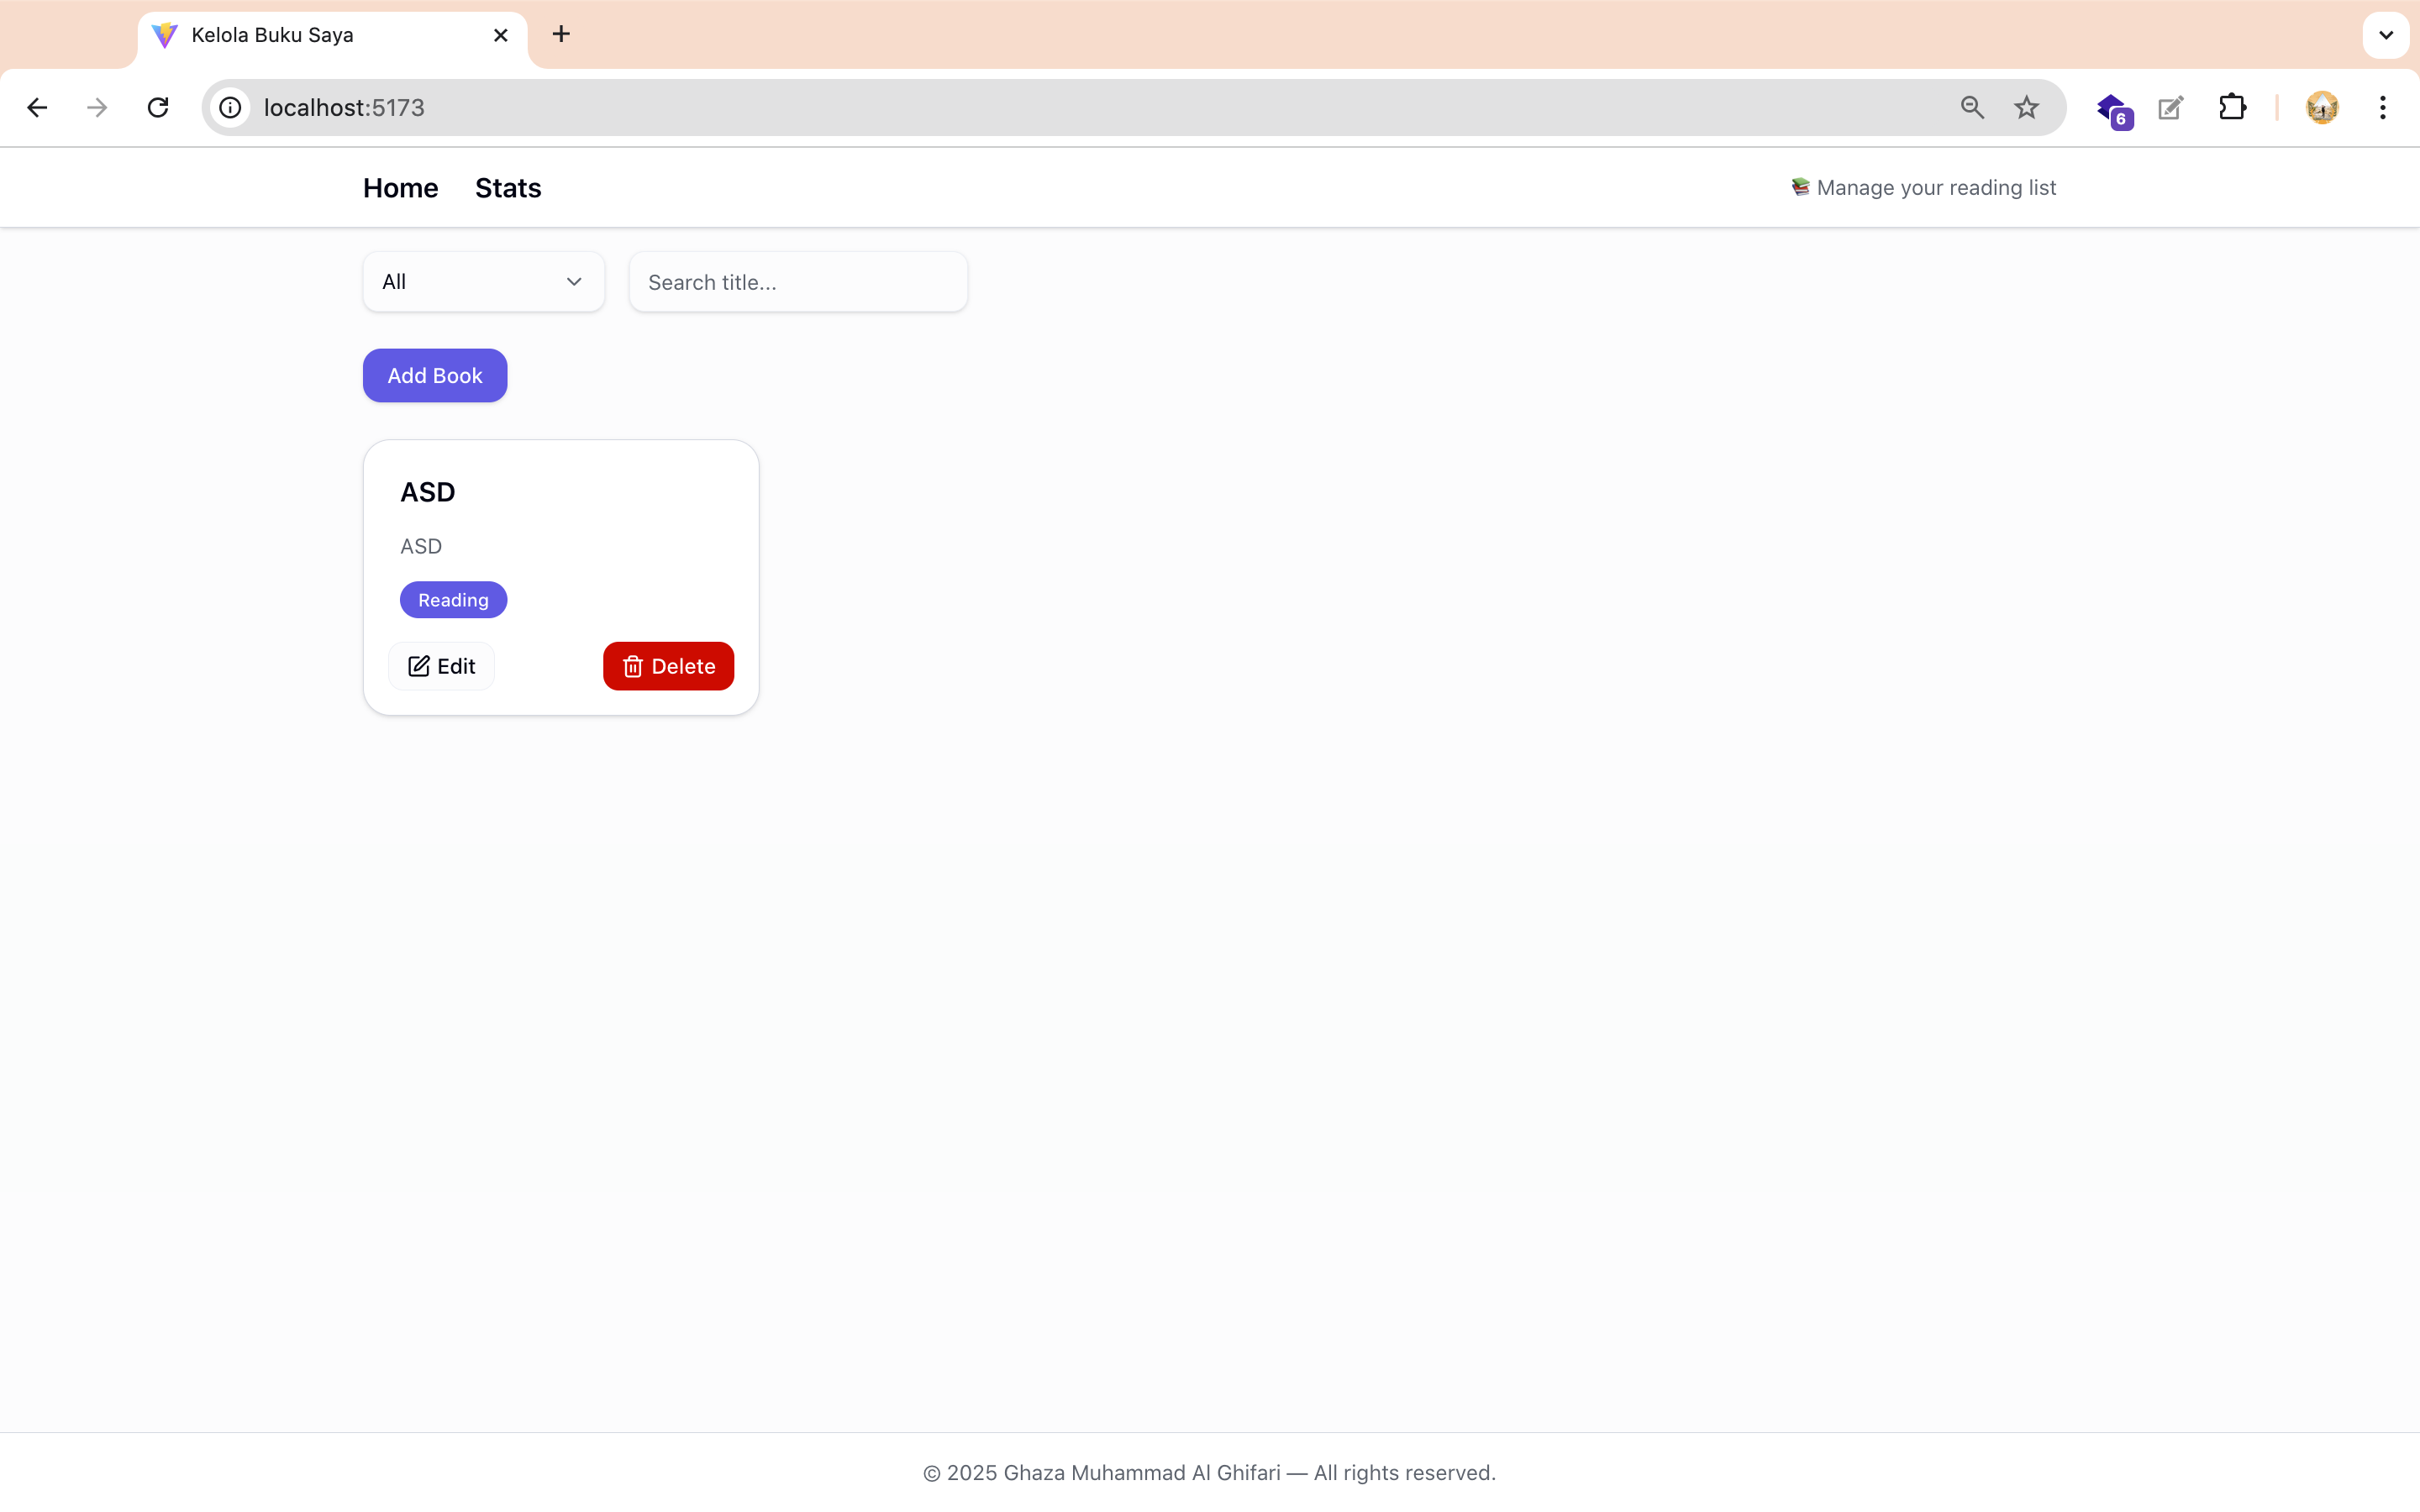 Kelola Buku Saya
localhost:5173
6
Home Stats 📚 Manage your reading list
All Search title...
Add Book
ASD
ASD
Reading
Edit Delete
© 2025 Ghaza Muhammad Al Ghifari — All rights reserved.